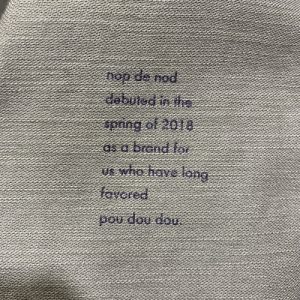 nop de nod
debuted in the
spring of 2018
as a brand for
us who have long
favored
pou dou dou.